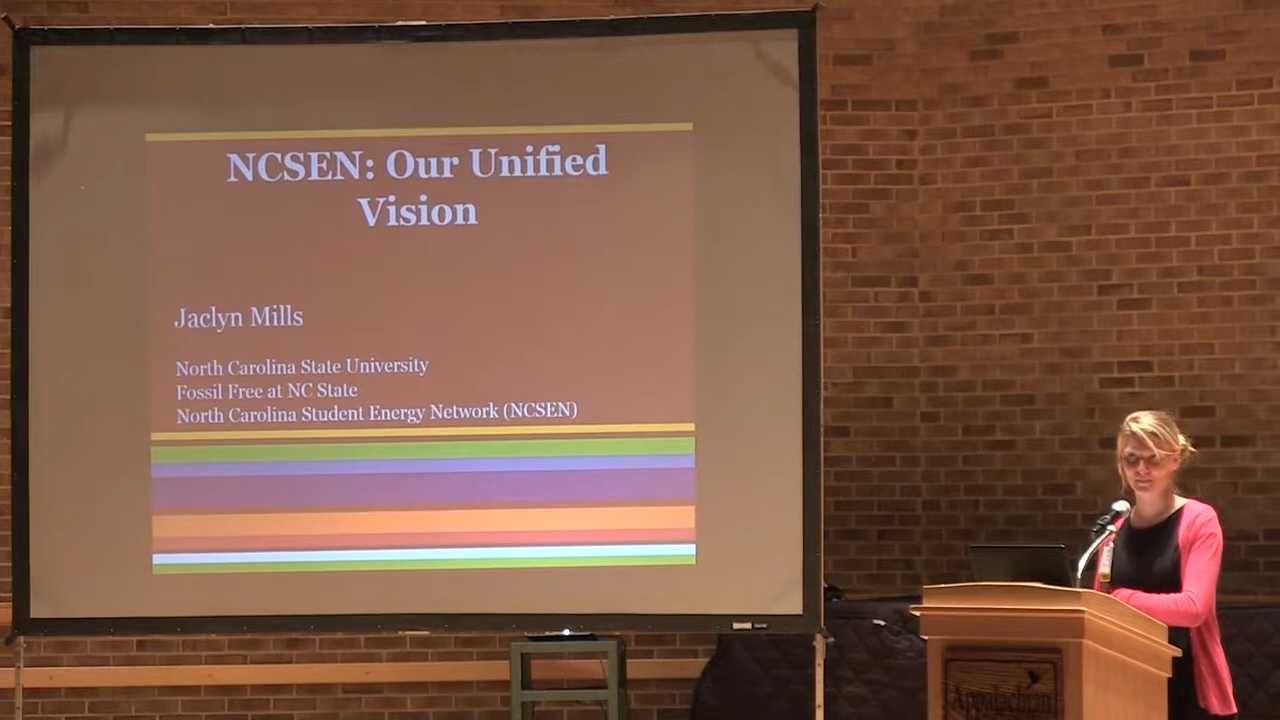 NCSEN: Our Unified
Vision
Jaclyn Mills
North Carolina State University
Fossil Free at NC State
North Carolina Student Energy Network (NCSEN)
Appalachian